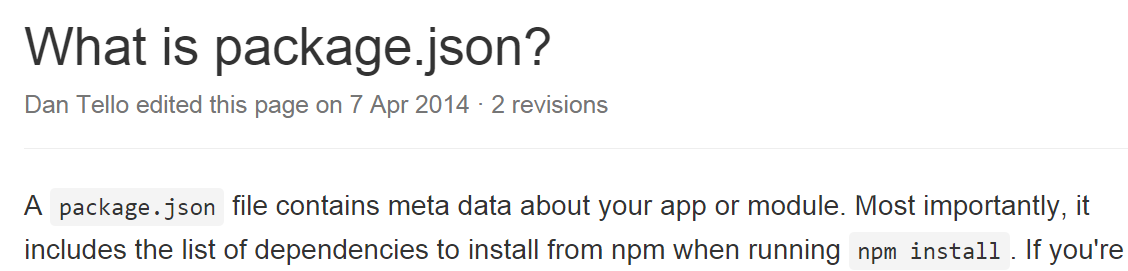 What is package.json?
Dan Tello edited this page on 7 Apr 2014 · 2 revisions
A package.json file contains meta data about your app or module. Most importantly, it
includes the list of dependencies to install from npm when running npm install. If you're